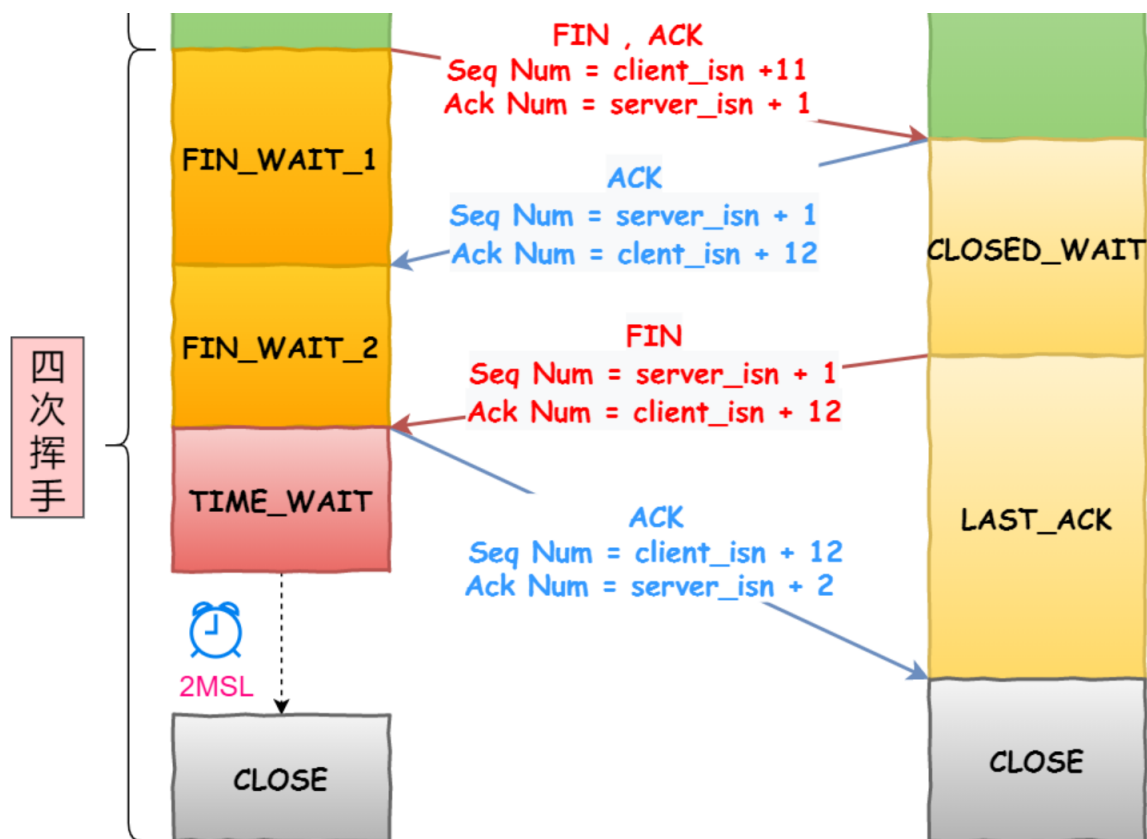 FIN , ACK
Seq Num = client_isn +11
Ack Num = server_isn + 1
FIN_WAIT_1
ACK
Seq Num = server_isn + 1
Ack Num = clent_isn + 12
CLOSED_WAIT
FIN_WAIT_2
FIN
Seq Num = server_isn + 1
Ack Num = client_isn + 12
四次挥手
TIME_WAIT
ACK
Seq Num = client_isn + 12
Ack Num = server_isn + 2
LAST_ACK
2MSL
CLOSE
CLOSE